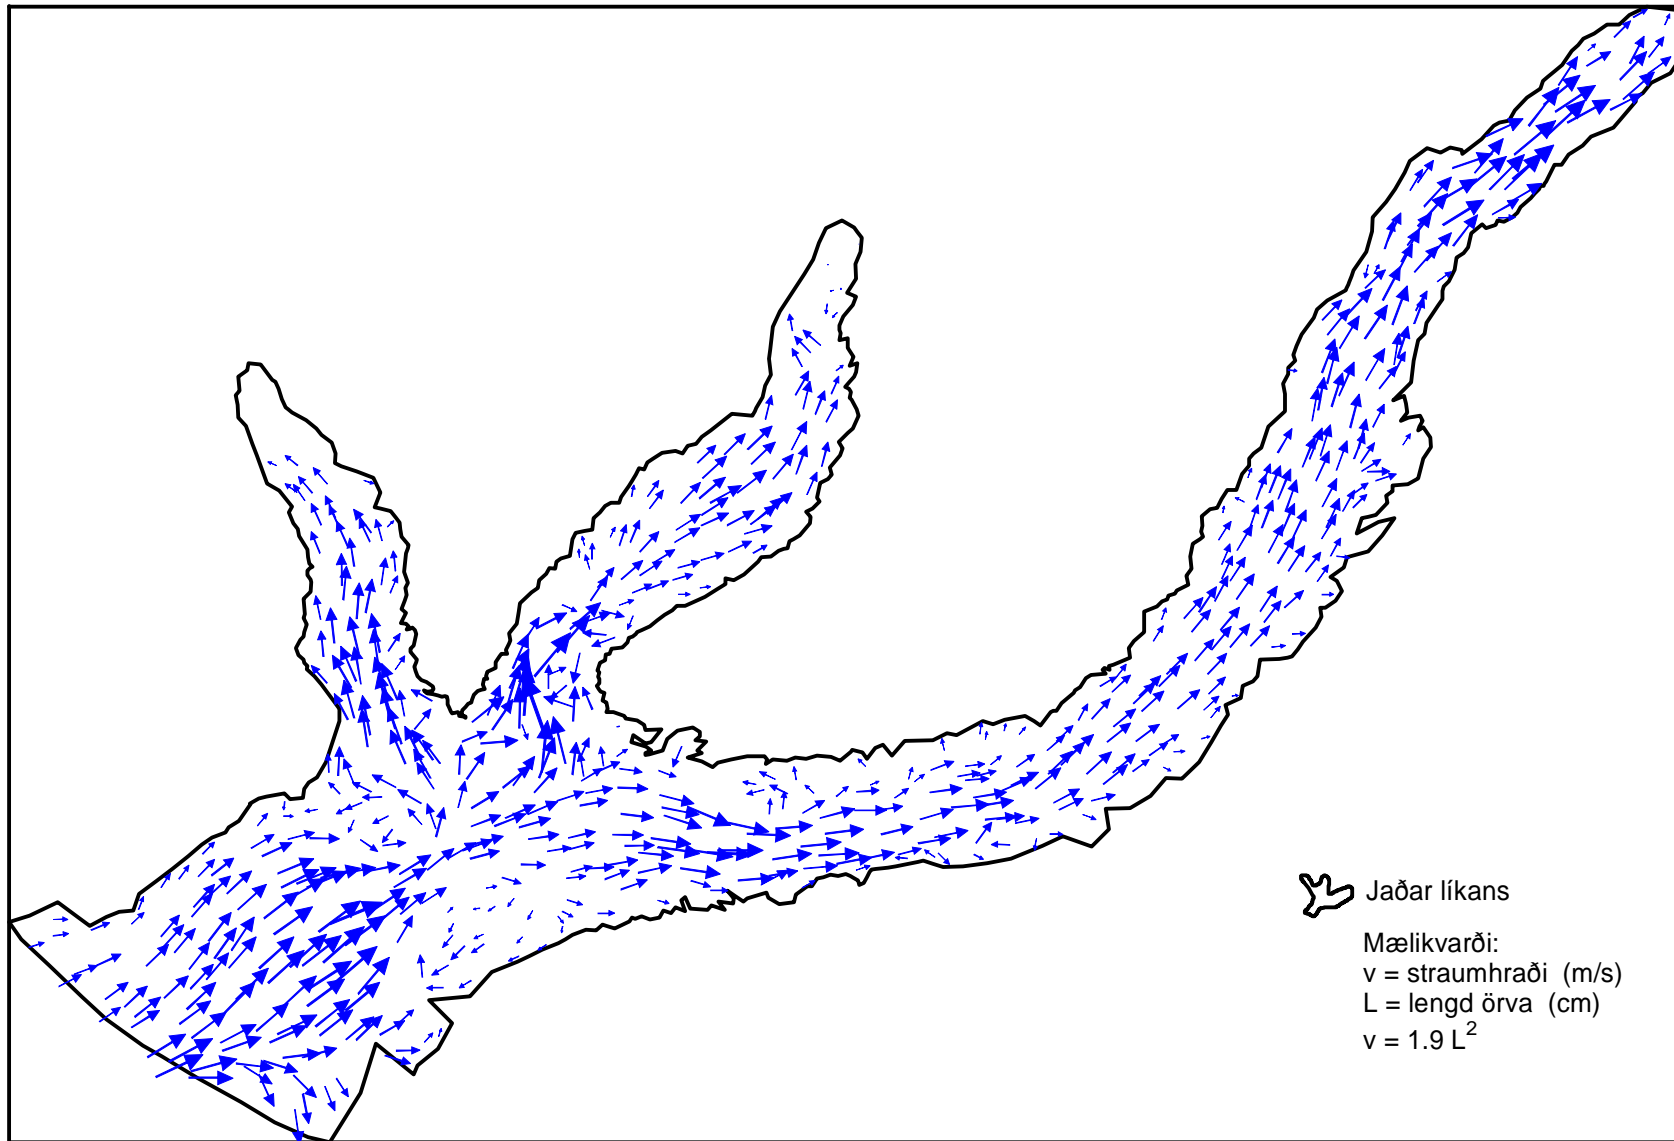 Jaðar líkans
Mælikvarði:
v = straumhraði (m/s)
L = lengd örva (cm)
v = 1.9 L²